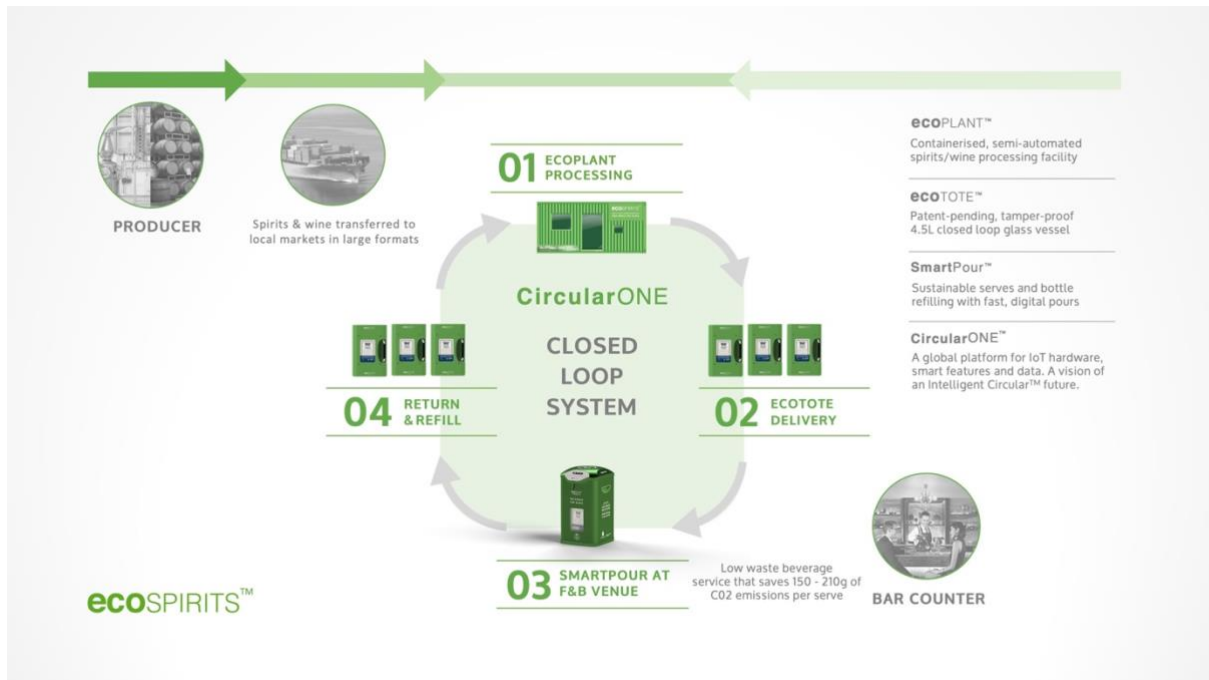 PRODUCER
Spirits & wine transferred to
local markets in large formats
01 ECOPLANT
PROCESSING
CircularONE
CLOSED
LOOP
SYSTEM
02 ECOTOTE
DELIVERY
03 SMARTPOUR AT
F&B VENUE
04 RETURN
& REFILL
Low waste beverage
service that saves 150 - 210g of
C02 emissions per serve
BAR COUNTER
ecoPLANT™
Containerised, semi-automated
spirits/wine processing facility
ecoTOTE™
Patent-pending, tamper-proof
4.5L closed loop glass vessel
SmartPour™
Sustainable serves and bottle
refilling with fast, digital pours
CircularONE™
A global platform for IoT hardware,
smart features and data. A vision of
an Intelligent Circular™ future.
ecoSPIRITS™